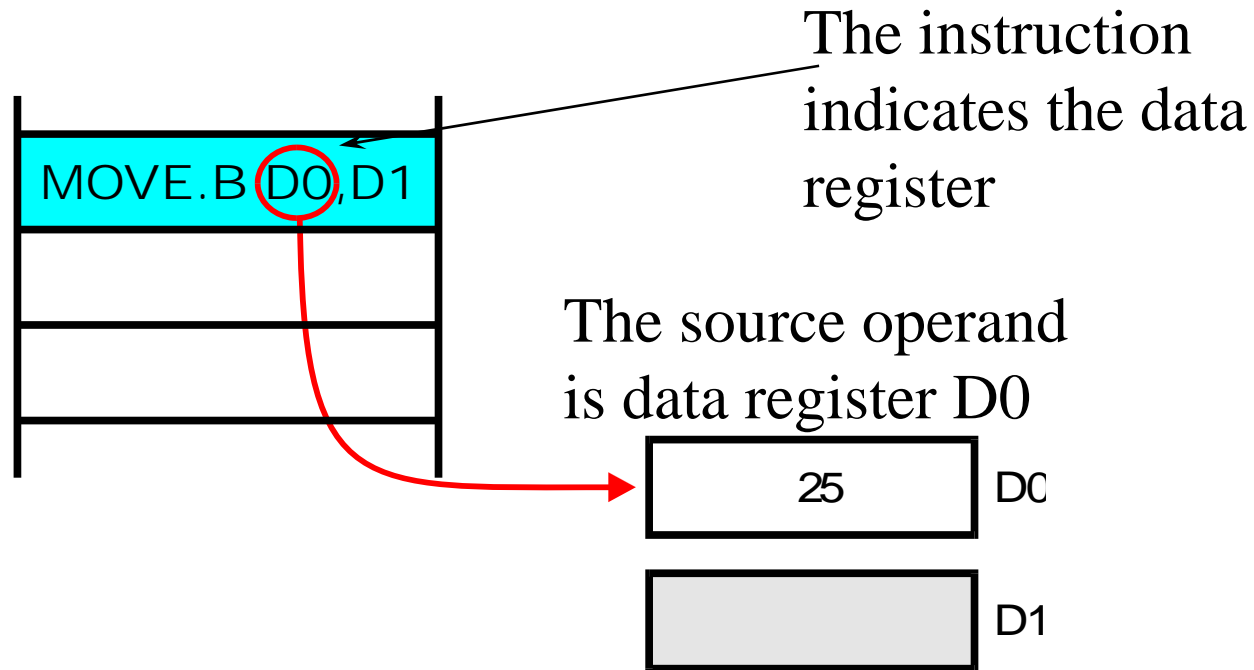 The instruction
indicates the data
register
MOVE.B D0,D1
The source operand
is data register D0
25 D0
D1